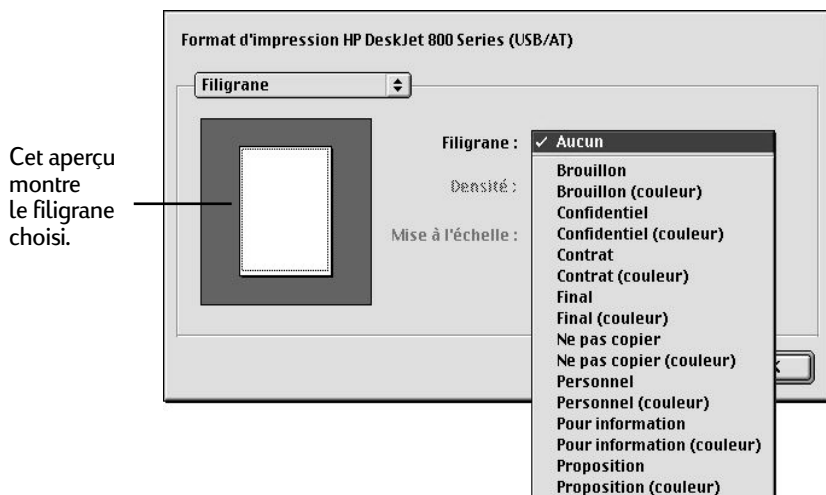 Format d'impression HP DeskJet 800 Series (USB/AT)
Filigrane
Cet aperçu
montre
le filigrane
choisi.
Filigrane :
Densité :
Mise à l'échelle :
✓ Aucun
Brouillon
Brouillon (couleur)
Confidentiel
Confidentiel (couleur)
Contrat
Contrat (couleur)
Final
Final (couleur)
Ne pas copier
Ne pas copier (couleur)
Personnel
Personnel (couleur)
Pour information
Pour information (couleur)
Proposition
Proposition (couleur)